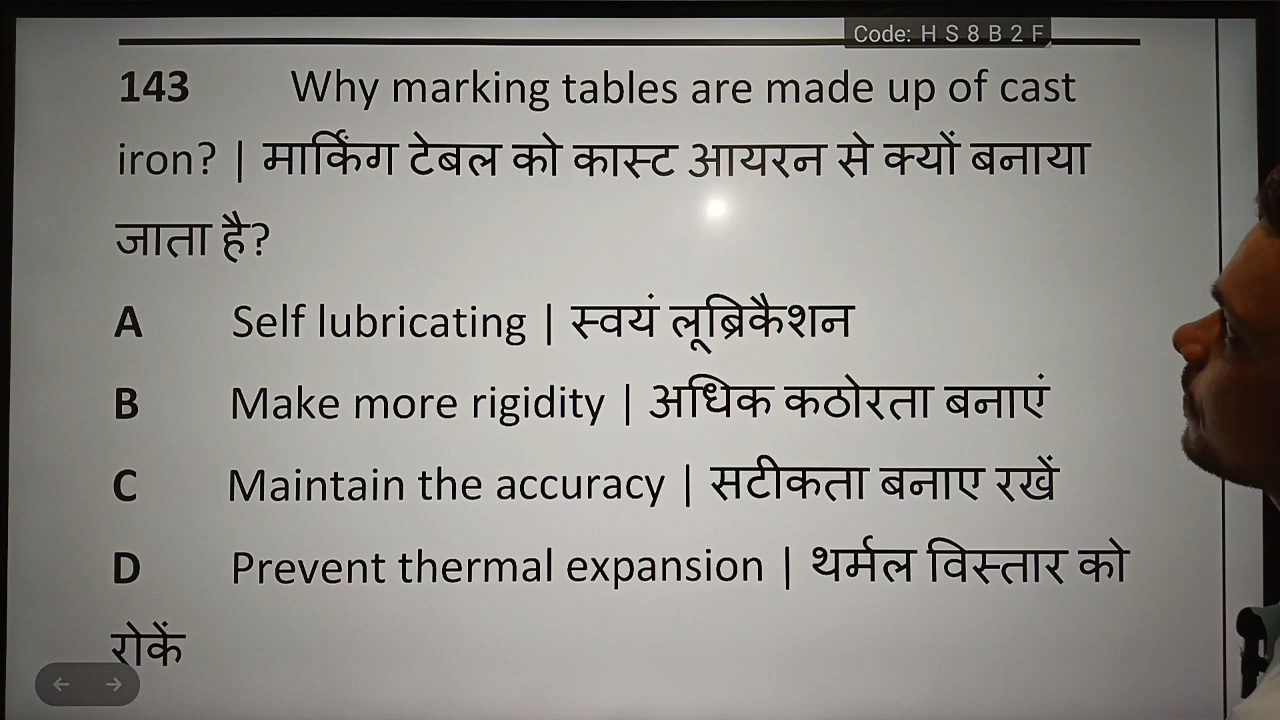 Code: H S 8 B 2 F
143 Why marking tables are made up of cast
iron? | मार्किंग टेबल को कास्ट आयरन से क्यों बनाया
जाता है?
A Self lubricating | स्वयं लूब्रिकैशन
B Make more rigidity | अधिक कठोरता बनाएं
C Maintain the accuracy | सटीकता बनाए रखें
D Prevent thermal expansion | थर्मल विस्तार को
रोकें